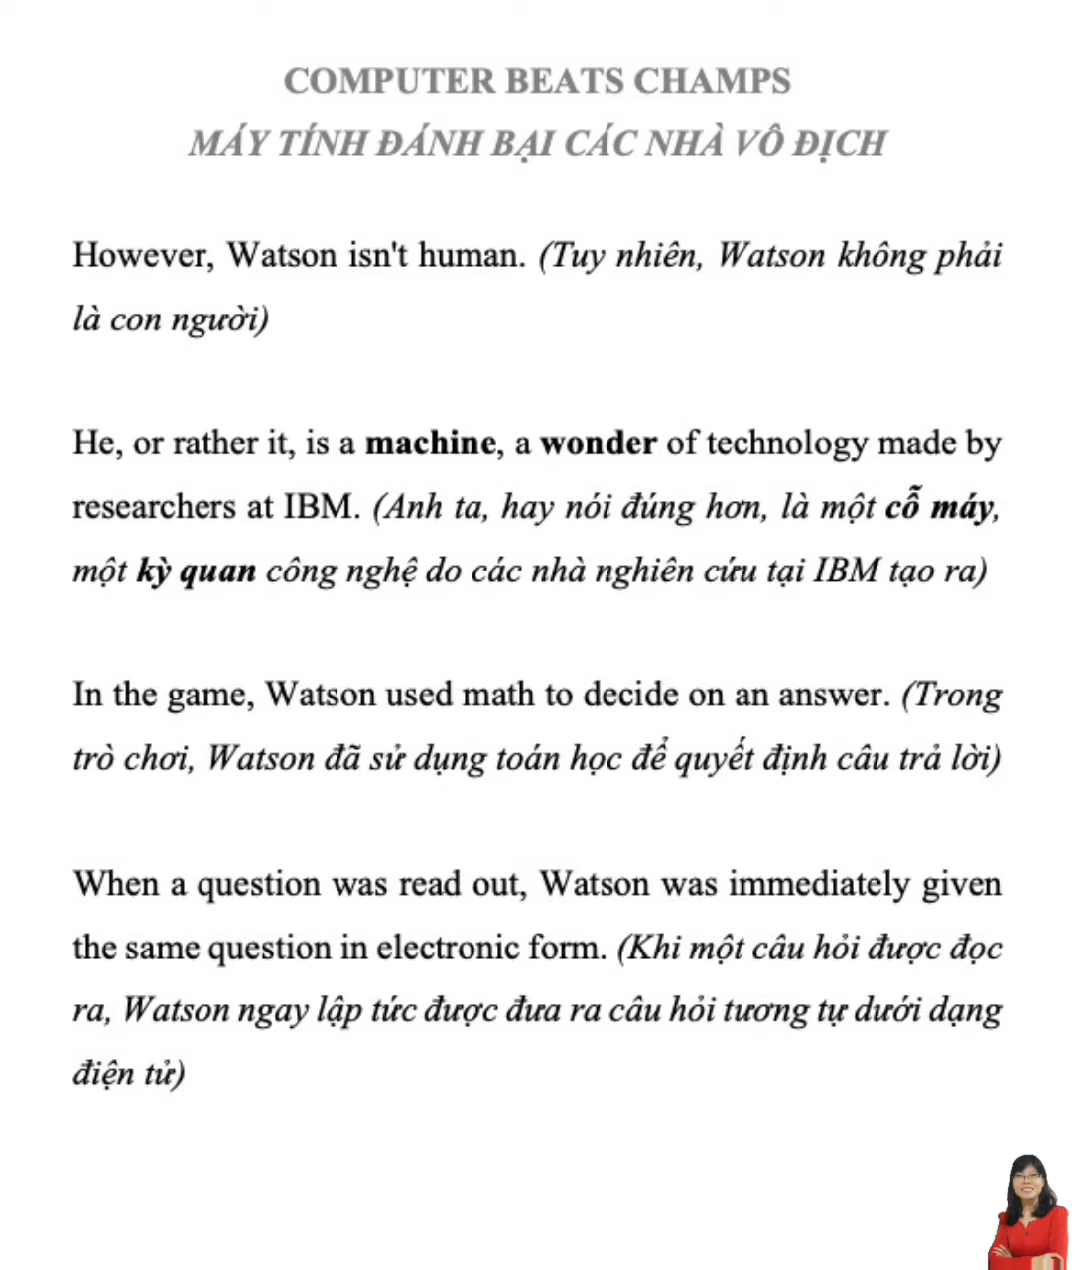 COMPUTER BEATS CHAMPS
MÁY TÍNH ĐÁNH BẠI CÁC NHÀ VÔ ĐỊCH
However, Watson isn't human. (Tuy nhiên, Watson không phải
là con người)
He, or rather it, is a machine, a wonder of technology made by
researchers at IBM. (Anh ta, hay nói đúng hơn, là một cỗ máy,
một kỳ quan công nghệ do các nhà nghiên cứu tại IBM tạo ra)
In the game, Watson used math to decide on an answer. (Trong
trò chơi, Watson đã sử dụng toán học để quyết định câu trả lời)
When a question was read out, Watson was immediately given
the same question in electronic form. (Khi một câu hỏi được đọc
ra, Watson ngay lập tức được đưa ra câu hỏi tương tự dưới dạng
điện tử)